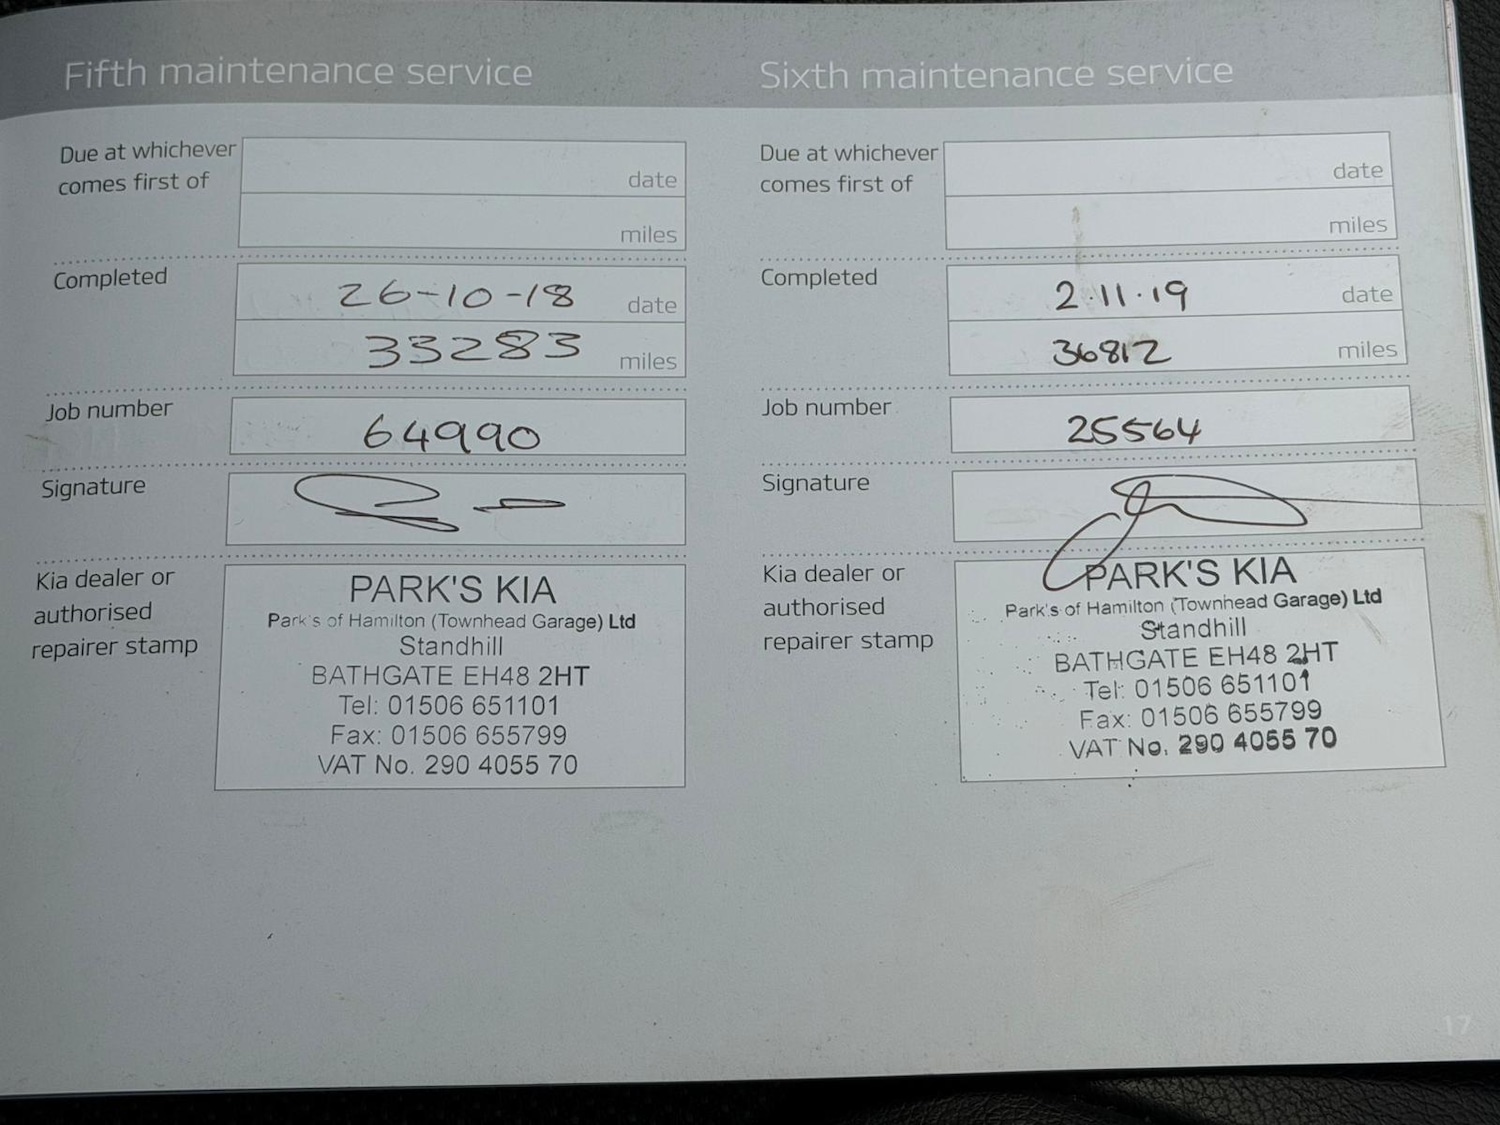 Fifth maintenance service
Due at whichever
comes first of
date
miles
Completed
26-10-18 date
33283 miles
Job number
64990
Signature
Kia dealer or
authorised
repairer stamp
PARK'S KIA
Park's of Hamilton (Townhead Garage) Ltd
Standhill
BATHGATE EH48 2HT
Tel: 01506 651101
Fax: 01506 655799
VAT No. 290 4055 70
Sixth maintenance service
Due at whichever
comes first of
date
miles
Completed
2.11.19 date
36812 miles
Job number
25564
Signature
Kia dealer or
authorised
repairer stamp
PARK'S KIA
Park's of Hamilton (Townhead Garage) Ltd
Standhill
BATHGATE EH48 2HT
Tel: 01506 651101
Fax: 01506 655799
VAT No. 290 4055 70
17